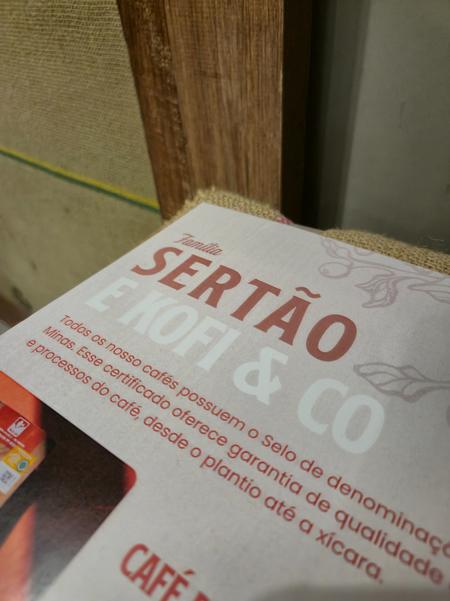 Família
SERTÃO
E KOFI & CO
Todos os nosso cafés possuem o Selo de
Minas. Esse certificado oferece garantia de qualidade
e processos do café, desde o plantio até a xícara.
CAFÉ